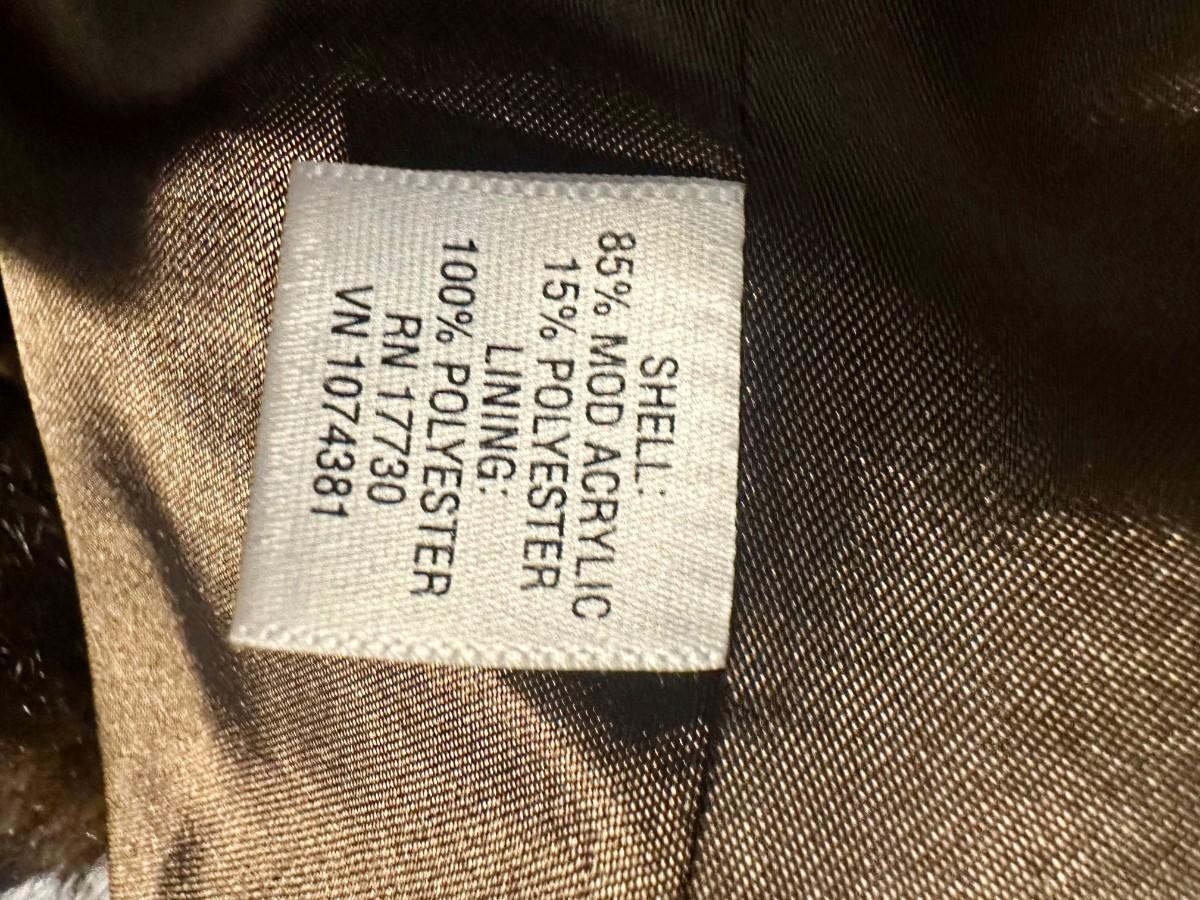 SHELL:
85% MOD ACRYLIC
15% POLYESTER
LINING:
100% POLYESTER
RN 17730
VN 1074381